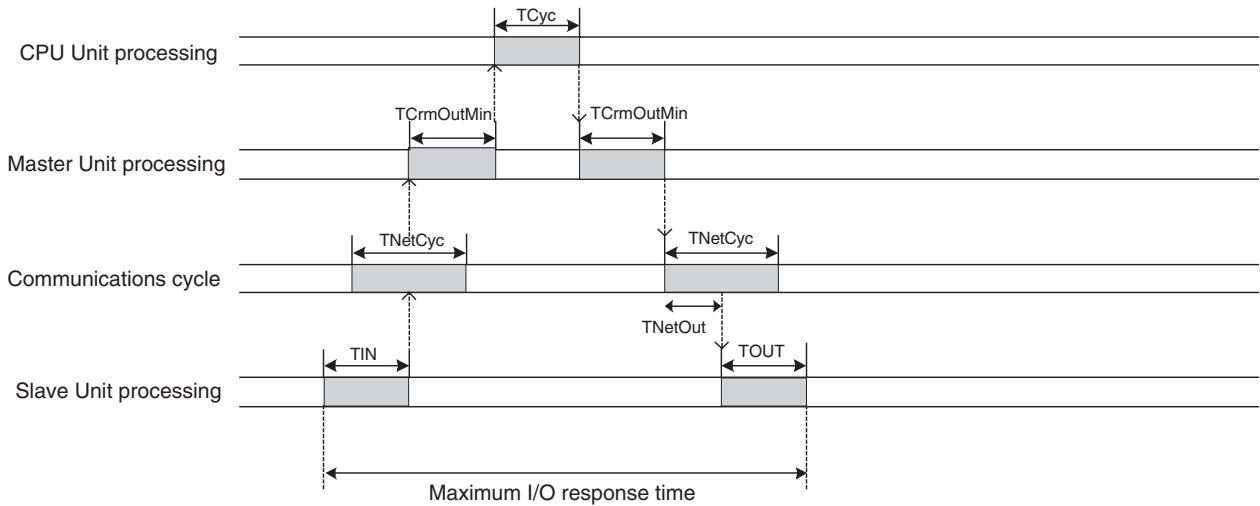 TCyc
CPU Unit processing
TCrmOutMin
TCrmOutMin
Master Unit processing
TNetCyc
TNetCyc
Communications cycle
TNetOut
TIN
TOUT
Slave Unit processing
Maximum I/O response time